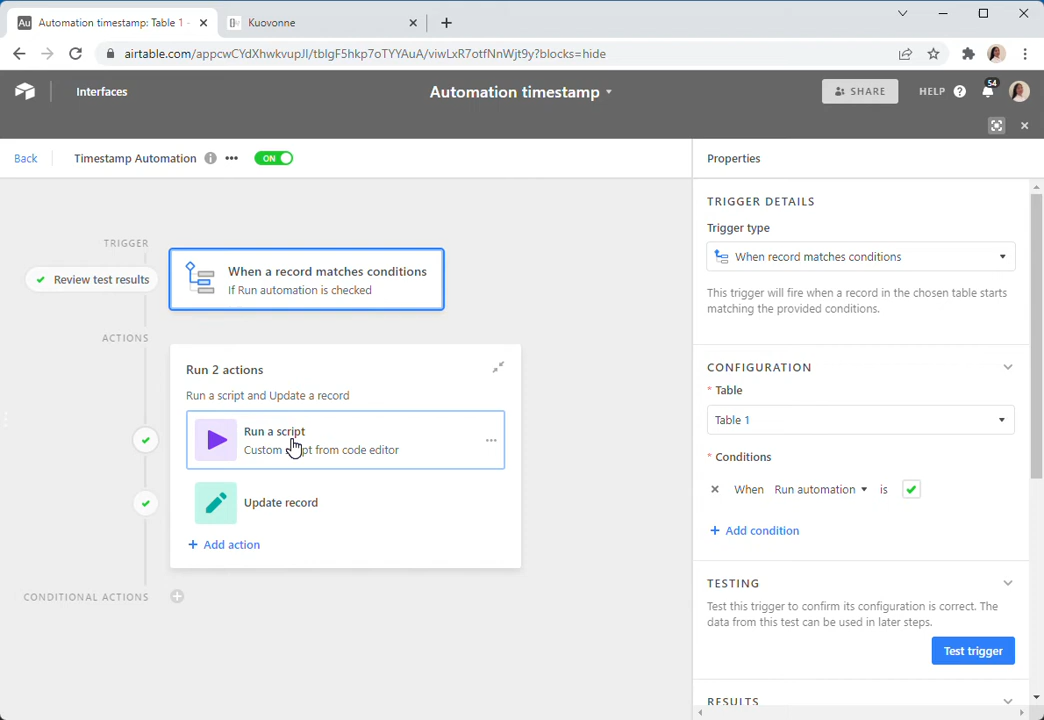 Automation timestamp: Table 1 -
Kuovonne
airtable.com/appcwCYdXhwkvupJl/tblgF5hkp7oTYYAuA/viwLxR7otfNnWjt9y?blocks=hide
Interfaces
Automation timestamp
SHARE
HELP
54
Back
Timestamp Automation
ON
Properties
TRIGGER
Review test results
When a record matches conditions
If Run automation is checked
ACTIONS
Run 2 actions
Run a script and Update a record
Run a script
Custom pt from code editor
Update record
+ Add action
CONDITIONAL ACTIONS
TRIGGER DETAILS
Trigger type
When record matches conditions
This trigger will fire when a record in the chosen table starts
matching the provided conditions.
CONFIGURATION
* Table
Table 1
* Conditions
When Run automation is
+ Add condition
TESTING
Test this trigger to confirm its configuration is correct. The
data from this test can be used in later steps.
Test trigger
RESULTS